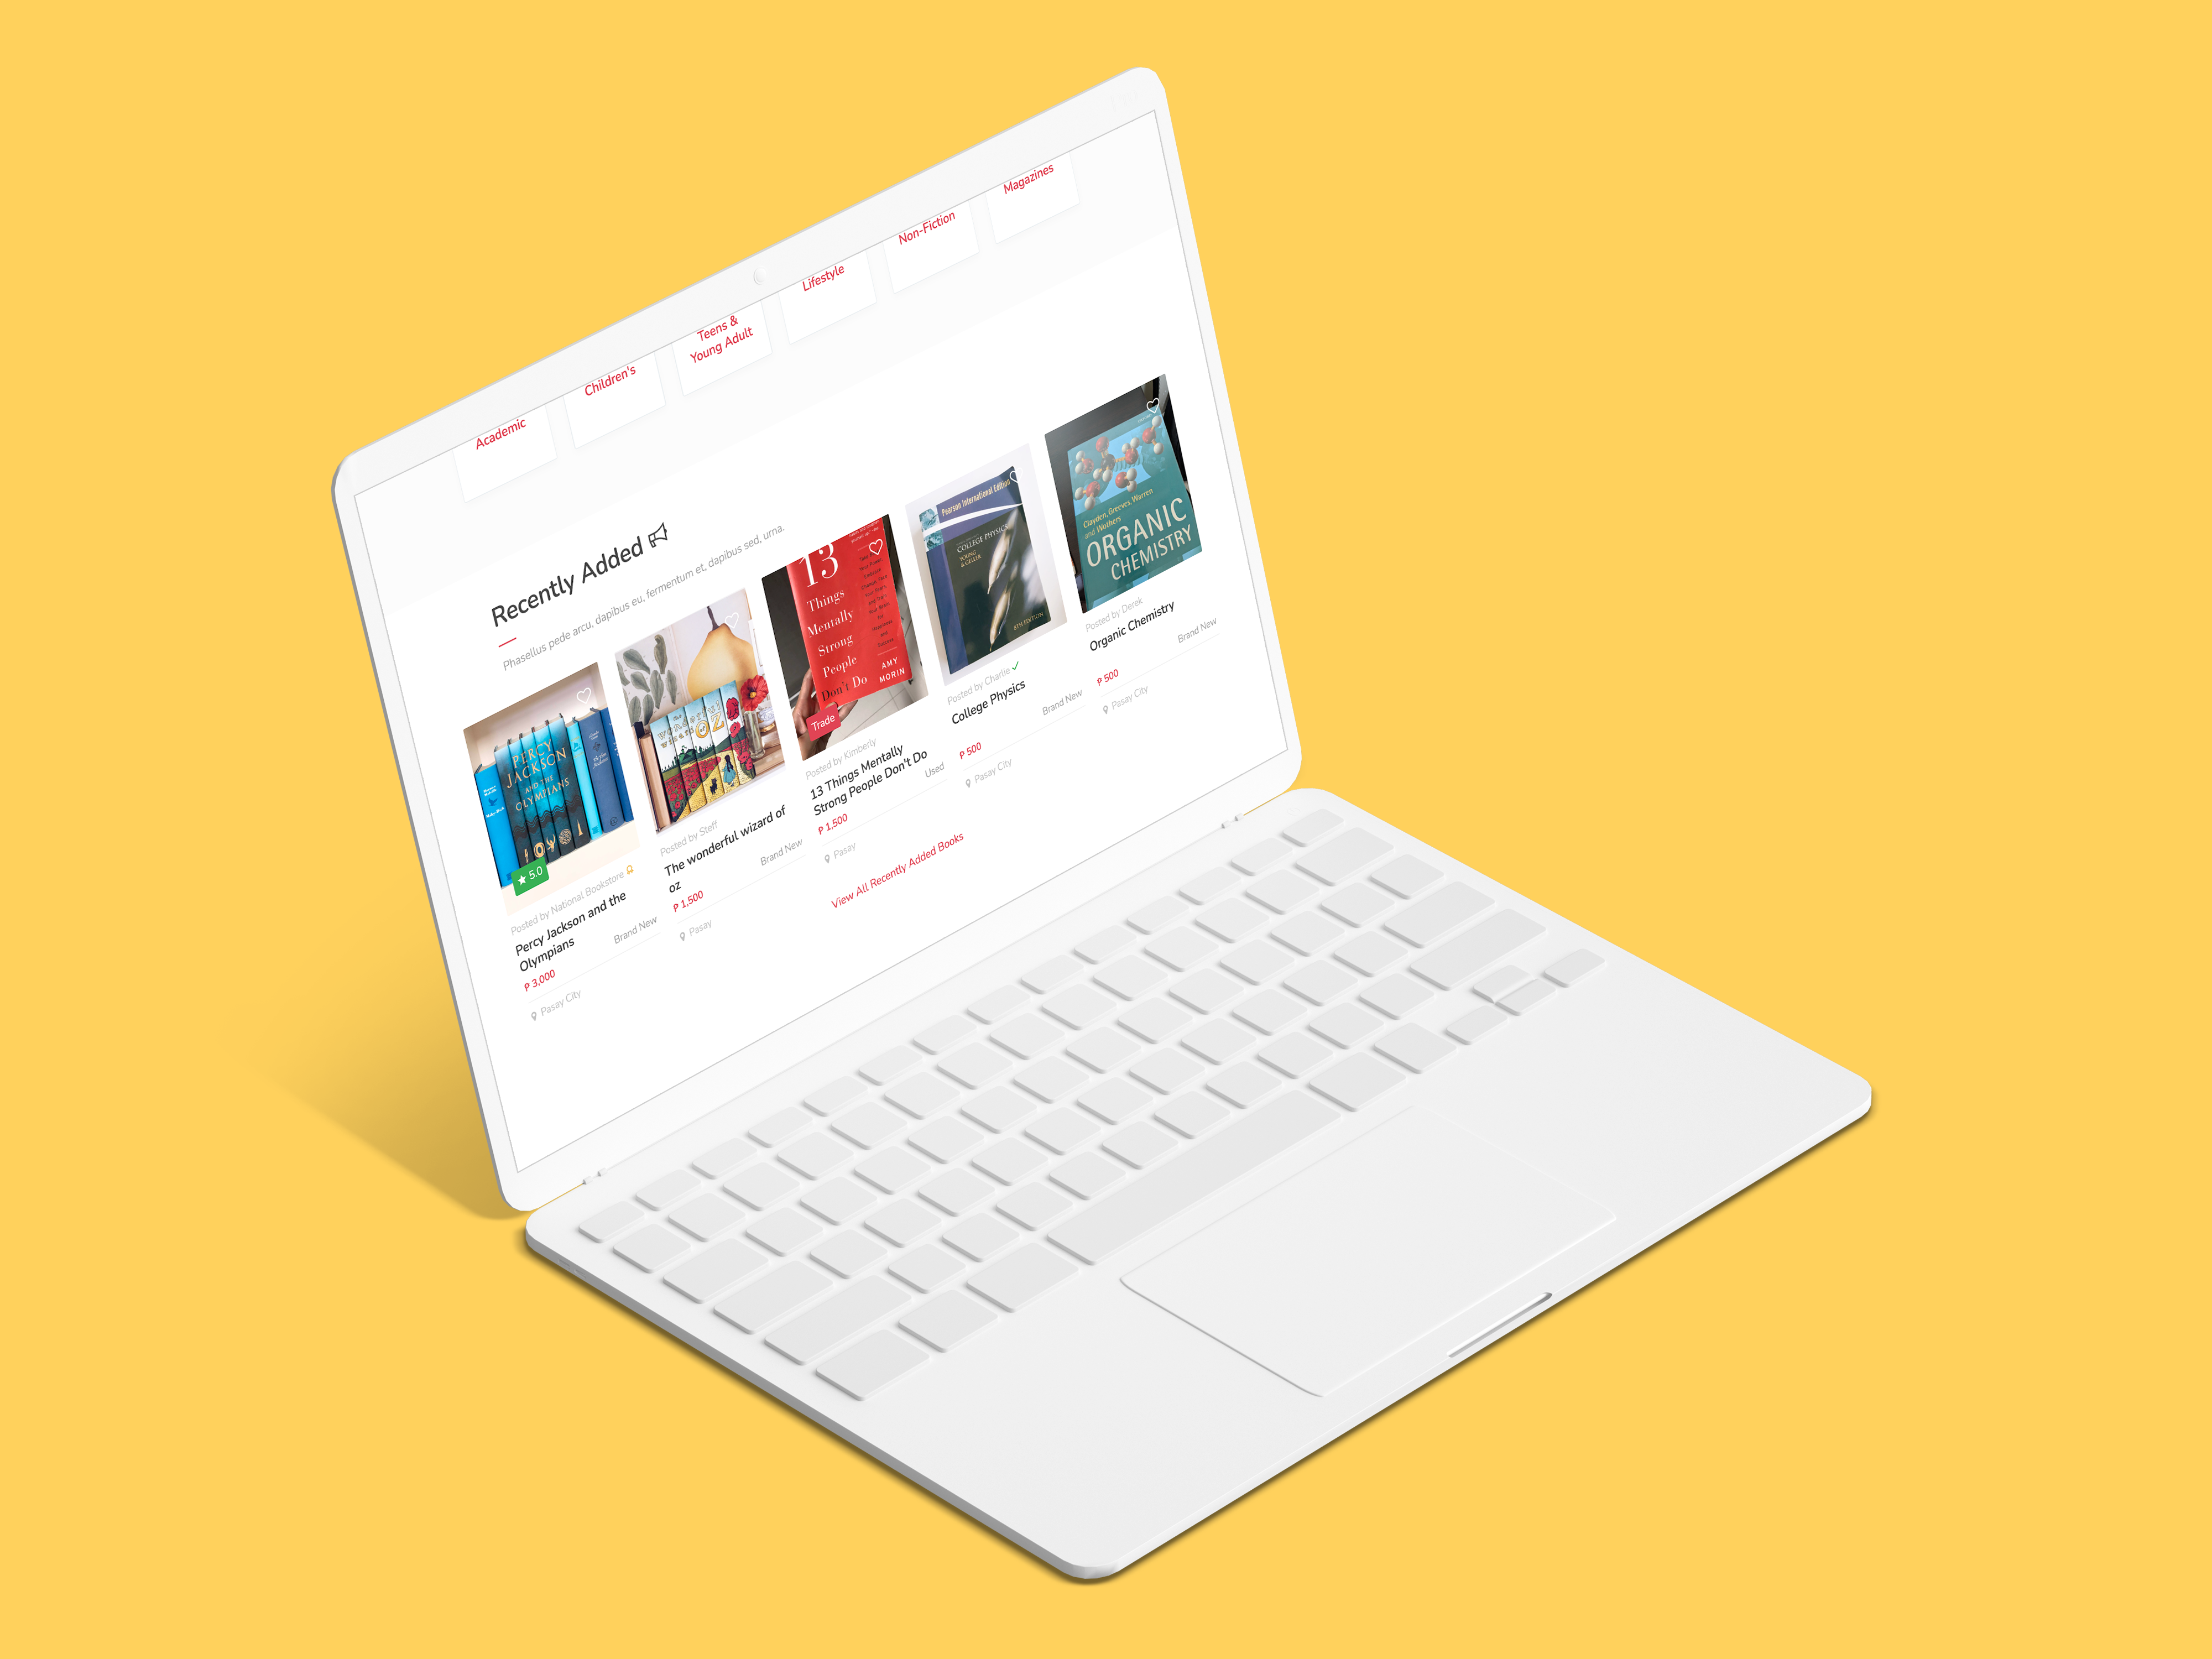 Academic
Children's
Teens &
Young Adult
Lifestyle
Non-Fiction
Magazines
Recently Added
Phasellus pede arcu, dapibus eu, fermentum et, dapibus sed, urna.
PERCY
JACKSON
AND THE
OLYMPIANS
★ 5.0
Posted by National Bookstore
Percy Jackson and the
Olympians
Brand New
₱ 3,000
Pasay City
The
wonderful
wizard of OZ
Posted by Steff
The wonderful wizard of
oz
Brand New
₱ 1,500
Pasay
13
Things
Mentally
Strong
People
Don't Do
AMY
MORIN
Trade
Posted by Kimberly
13 Things Mentally
Strong People Don't Do
Used
₱ 1,500
Pasay
Pearson International Edition
COLLEGE PHYSICS
YOUNG
& GELLER
8TH EDITION
Posted by Charlie ✓
College Physics
Brand New
₱ 500
Pasay City
Clayden, Greeves, Warren
and Wothers
ORGANIC
CHEMISTRY
Posted by Derek
Organic Chemistry
Brand New
₱ 500
Pasay City
View All Recently Added Books